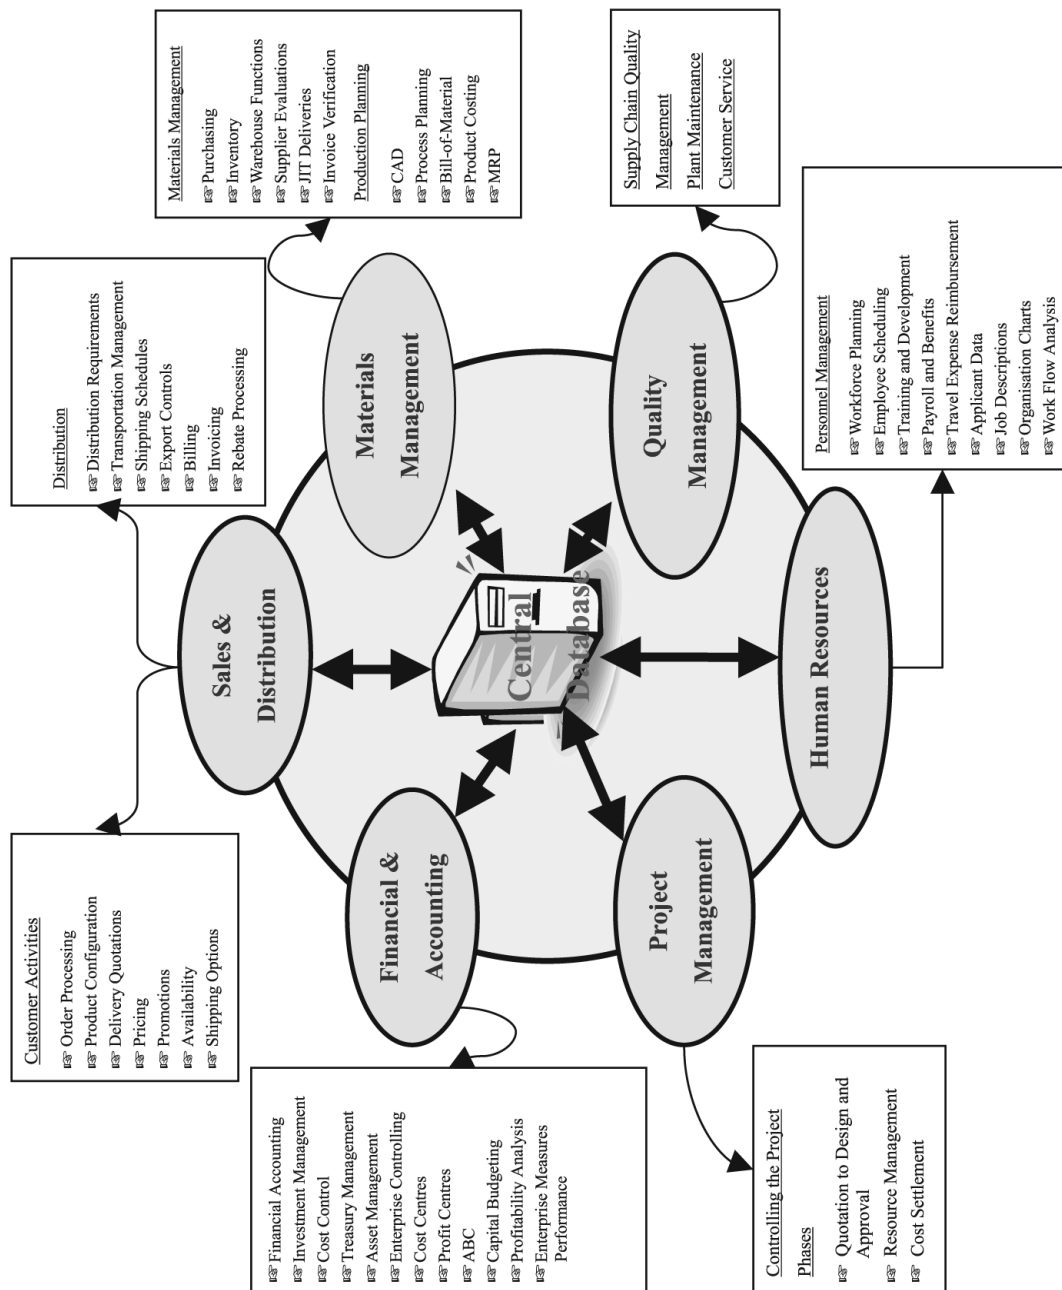 Customer Activities
☞ Order Processing
☞ Product Configuration
☞ Delivery Quotations
☞ Pricing
☞ Promotions
☞ Availability
☞ Shipping Options
Distribution
☞ Distribution Requirements
☞ Transportation Management
☞ Shipping Schedules
☞ Export Controls
☞ Billing
☞ Invoicing
☞ Rebate Processing
Materials Management
☞ Purchasing
☞ Inventory
☞ Warehouse Functions
☞ Supplier Evaluations
☞ JIT Deliveries
☞ Invoice Verification
Production Planning
☞ CAD
☞ Process Planning
☞ Bill-of-Material
☞ Product Costing
☞ MRP
Sales &
Distribution
Financial &
Accounting
Materials
Management
Central
Database
Project
Management
Quality
Management
Human Resources
☞ Financial Accounting
☞ Investment Management
☞ Cost Control
☞ Treasury Management
☞ Asset Management
☞ Enterprise Controlling
☞ Cost Centres
☞ Profit Centres
☞ ABC
☞ Capital Budgeting
☞ Profitability Analysis
☞ Enterprise Measures
Performance
Supply Chain Quality
Management
Plant Maintenance
Customer Service
Controlling the Project
Phases
☞ Quotation to Design and
Approval
☞ Resource Management
☞ Cost Settlement
Personnel Management
☞ Workforce Planning
☞ Employee Scheduling
☞ Training and Development
☞ Payroll and Benefits
☞ Travel Expense Reimbursement
☞ Applicant Data
☞ Job Descriptions
☞ Organisation Charts
☞ Work Flow Analysis